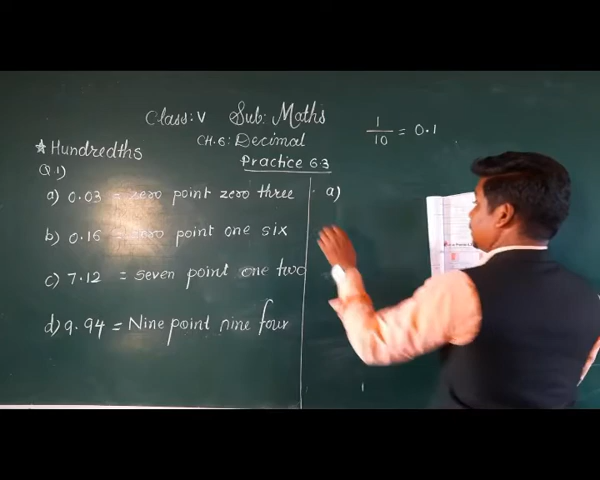 Class: V Sub: Maths
CH. 6: Decimal
★ Hundredths
Practice 6.3
Q.1)
a) 0.03 = zero point zero three
b) 0.16 = zero point one six
c) 7.12 = seven point one two
d) 9.94 = Nine point nine four
1/10 = 0.1
a)